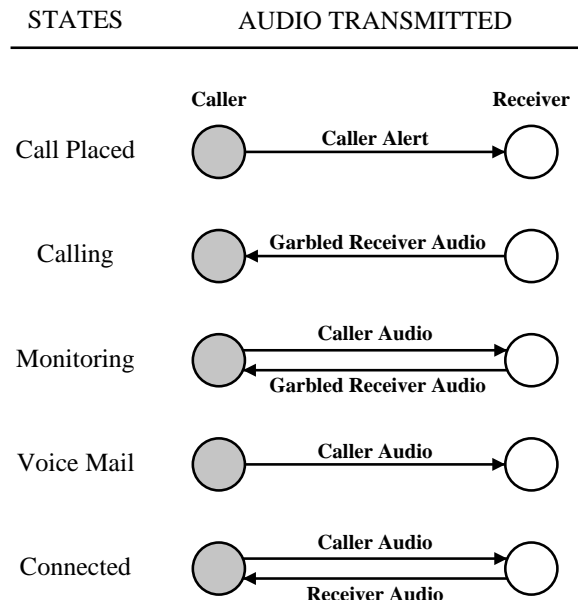 STATES AUDIO TRANSMITTED
Caller Receiver
Call Placed Caller Alert
Calling Garbled Receiver Audio
Monitoring Caller Audio
Garbled Receiver Audio
Voice Mail Caller Audio
Connected Caller Audio
Receiver Audio